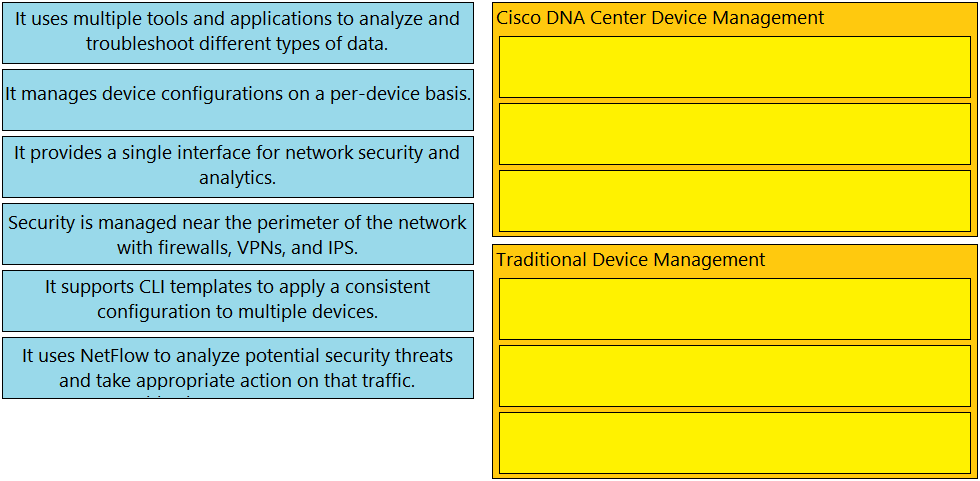 It uses multiple tools and applications to analyze and
troubleshoot different types of data.
It manages device configurations on a per-device basis.
It provides a single interface for network security and
analytics.
Security is managed near the perimeter of the network
with firewalls, VPNs, and IPS.
It supports CLI templates to apply a consistent
configuration to multiple devices.
It uses NetFlow to analyze potential security threats
and take appropriate action on that traffic.
Cisco DNA Center Device Management
Traditional Device Management